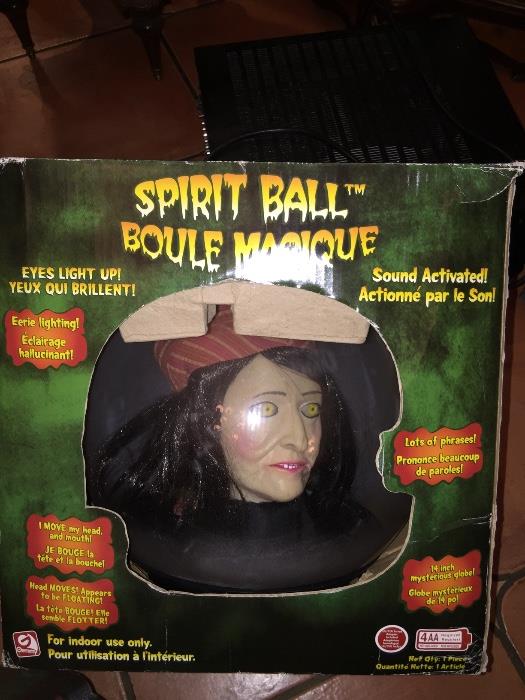 SPIRIT BALL™
BOULE MAGIQUE
EYES LIGHT UP!
YEUX QUI BRILLENT!
Sound Activated!
Actionné par le Son!
Eerie lighting!
Éclairage
hallucinant!
Lots of phrases!
Prononce beaucoup
de paroles!
I MOVE my head,
and mouth!
JE BOUGE la
tête et la bouche!
Head MOVES! Appears
to be FLOATING!
La tête BOUGE! Elle
semble FLOTTER!
14 inch
mysterious globe!
Globe mystérieux
de 14 po!
For indoor use only.
Pour utilisation à l'intérieur.
4 AA
Net Qty: 1 Piece
Quantité Nette: 1 Article